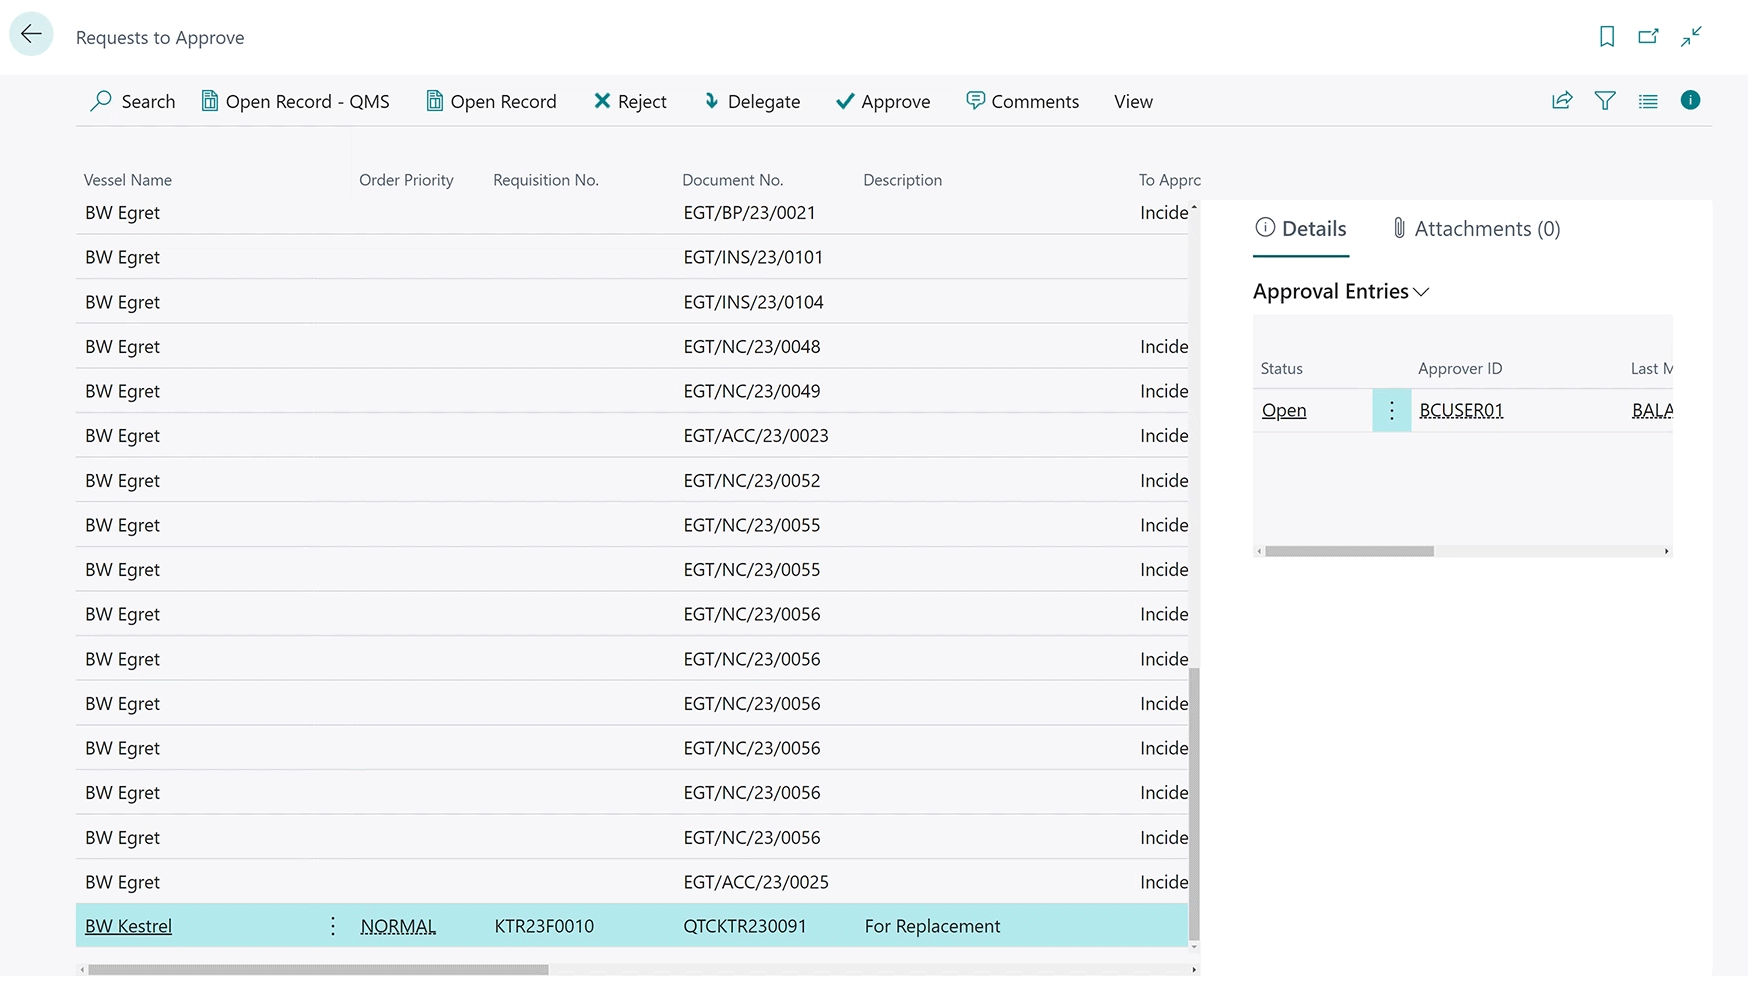 Requests to Approve
Search Open Record - QMS Open Record Reject Delegate Approve Comments View
Vessel Name Order Priority Requisition No. Document No. Description To Appro
BW Egret EGT/BP/23/0021 Incide
BW Egret EGT/INS/23/0101
BW Egret EGT/INS/23/0104
BW Egret EGT/NC/23/0048 Incide
BW Egret EGT/NC/23/0049 Incide
BW Egret EGT/ACC/23/0023 Incide
BW Egret EGT/NC/23/0052 Incide
BW Egret EGT/NC/23/0055 Incide
BW Egret EGT/NC/23/0055 Incide
BW Egret EGT/NC/23/0056 Incide
BW Egret EGT/NC/23/0056 Incide
BW Egret EGT/NC/23/0056 Incide
BW Egret EGT/NC/23/0056 Incide
BW Egret EGT/NC/23/0056 Incide
BW Egret EGT/NC/23/0056 Incide
BW Egret EGT/ACC/23/0025 Incide
BW Kestrel NORMAL KTR23F0010 QTCKTR230091 For Replacement
Details Attachments (0)
Approval Entries
Status Approver ID Last M
Open BCUSER01 BALA